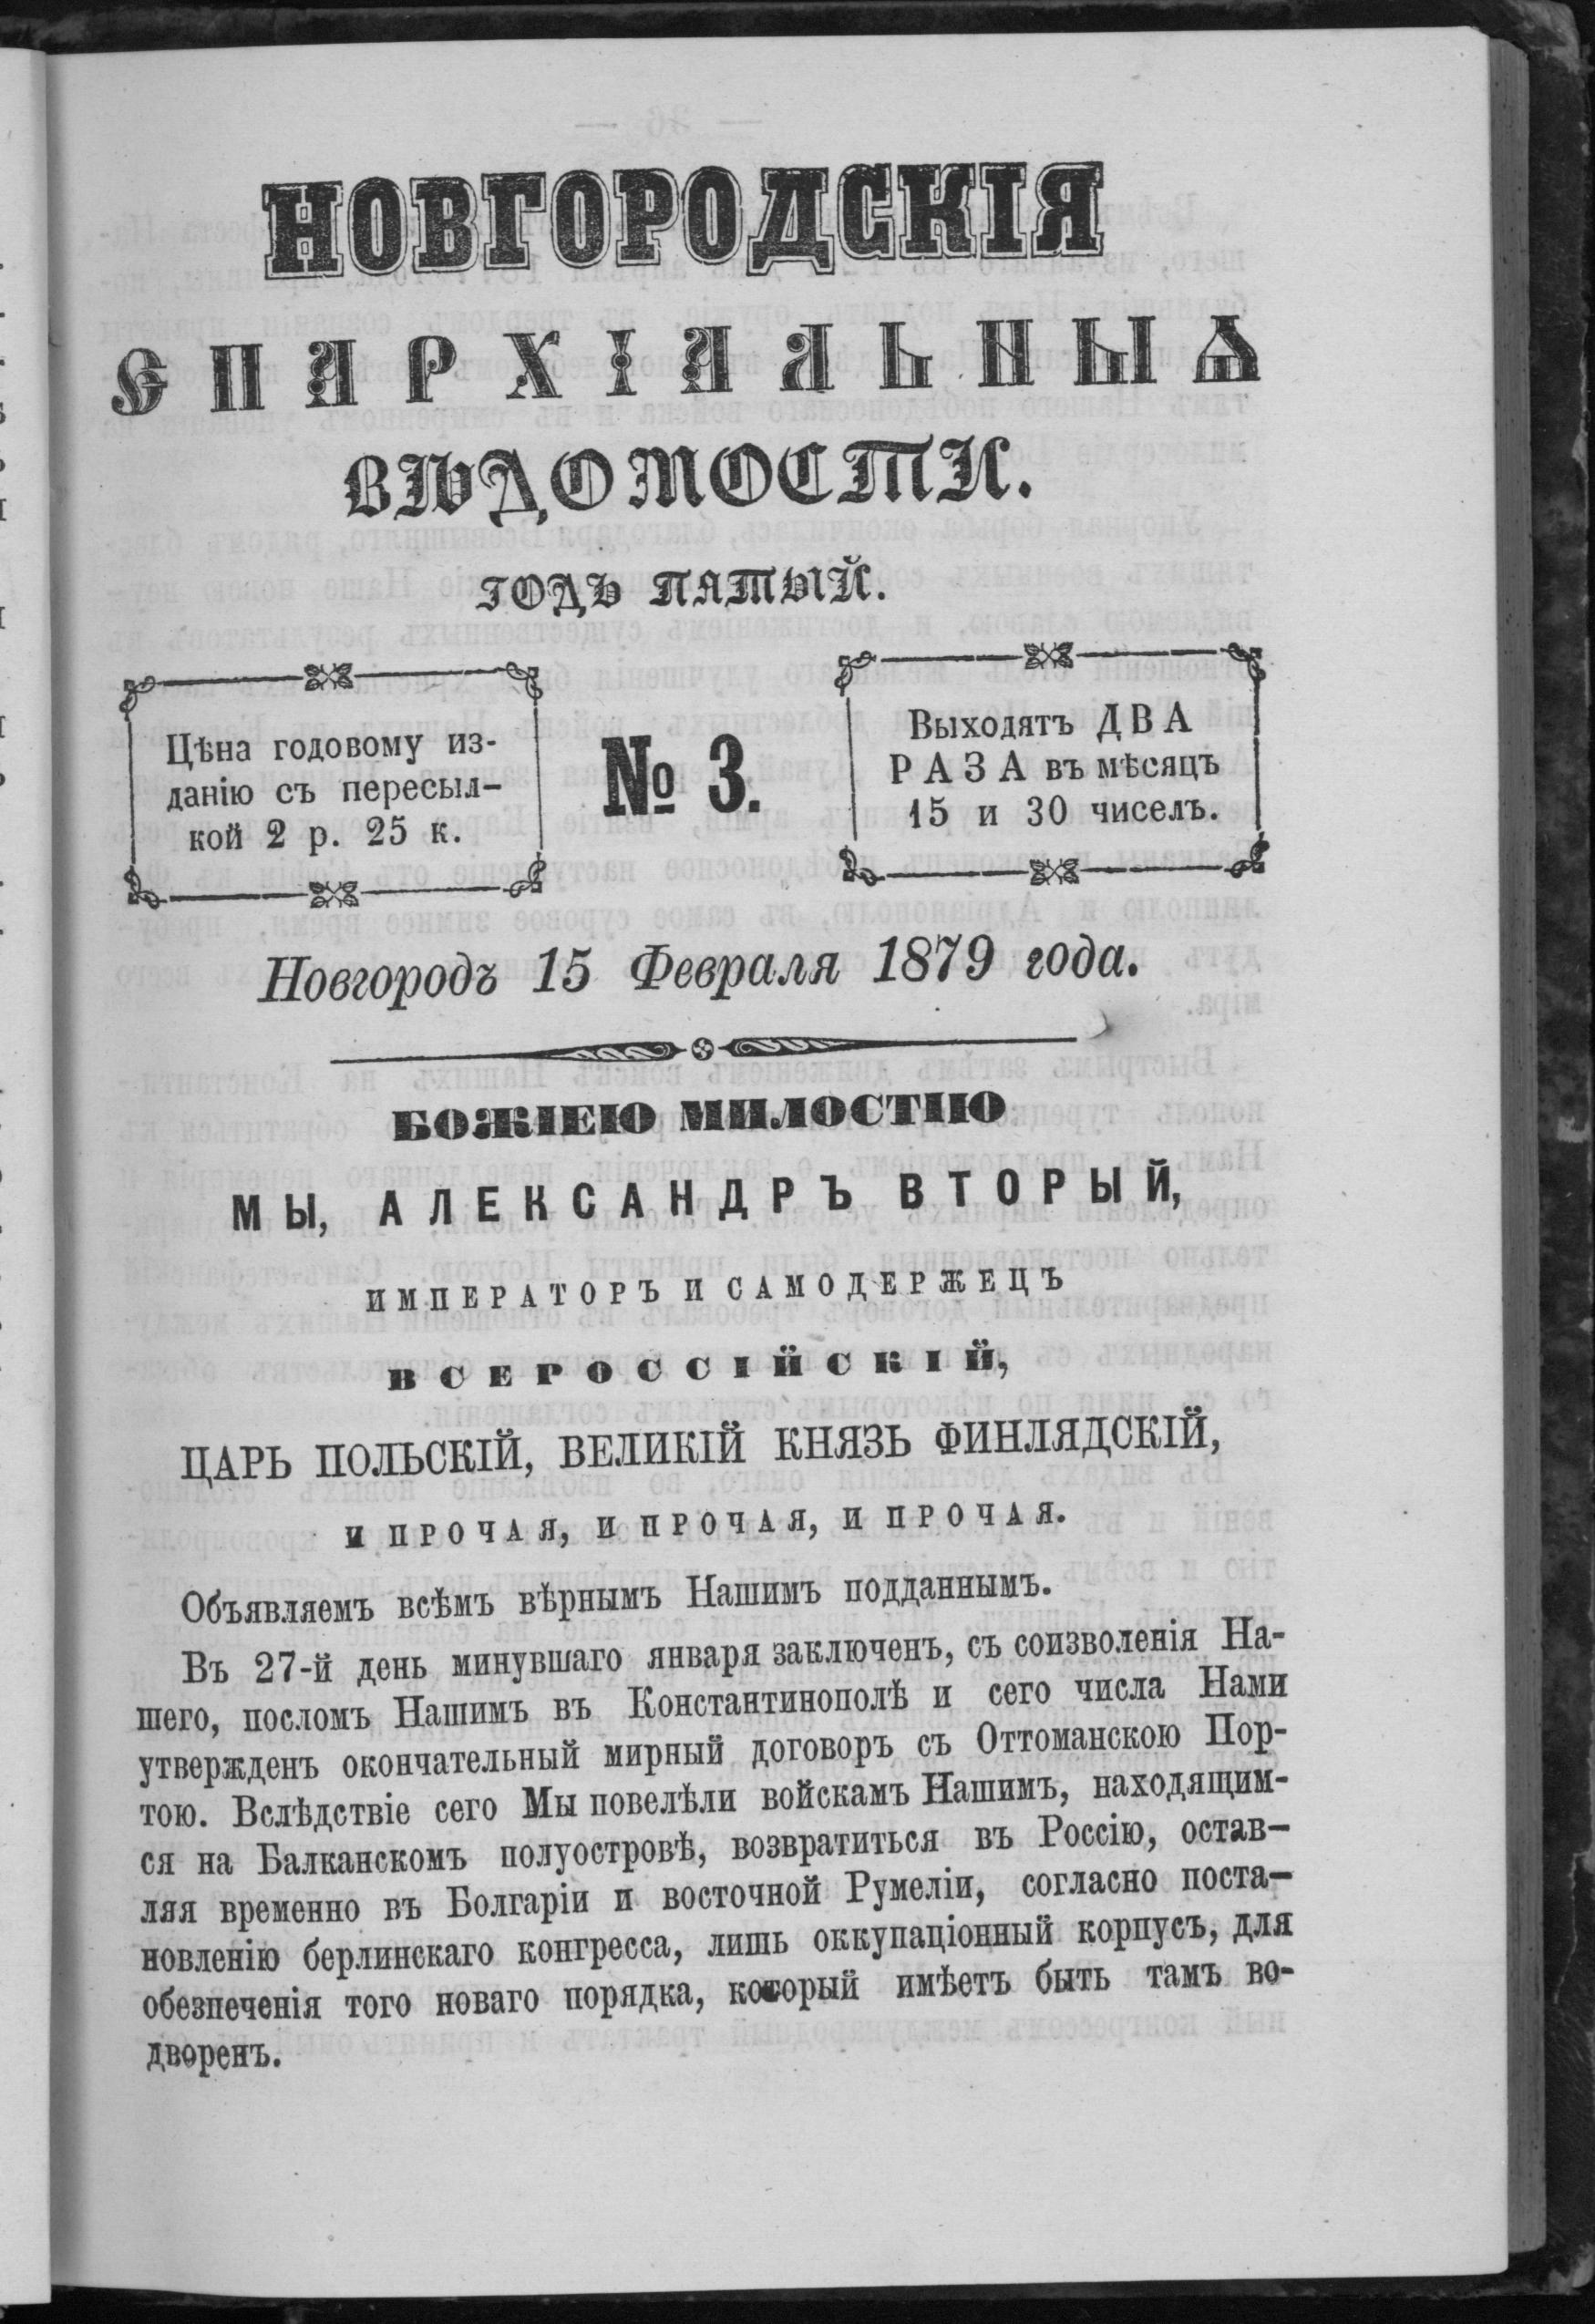 НОВГОРОДСКІЯ
ЕПАРХІАЛЬНЫѦ
ВѢДОМОСТИ.
ГОДЪ ПЯТЫЙ.
Цѣна годовому из-
данію съ пересыл-
кой 2 р. 25 к.
№ 3.
Выходятъ ДВА
РАЗА въ мѣсяцъ
15 и 30 чиселъ.
Новгородъ 15 Февраля 1879 года.
БОЖІЕЮ МИЛОСТІЮ
МЫ, АЛЕКСАНДРЪ ВТОРЫЙ,
ИМПЕРАТОРЪ И САМОДЕРЖЕЦЪ
ВСЕРОССІЙСКІЙ,
ЦАРЬ ПОЛЬСКІЙ, ВЕЛИКІЙ КНЯЗЬ ФИНЛЯДСКІЙ,
И ПРОЧАЯ, И ПРОЧАЯ, И ПРОЧАЯ.
Объявляемъ всѣмъ вѣрнымъ Нашимъ подданнымъ.
Въ 27-й день минувшаго января заключенъ, съ соизволенія На-
шего, посломъ Нашимъ въ Константинополѣ и сего числа Нами
утвержденъ окончательный мирный договоръ съ Оттоманскою Пор-
тою. Вслѣдствіе сего Мы повелѣли войскамъ Нашимъ, находящим-
ся на Балканскомъ полуостровѣ, возвратиться въ Россію, остав-
ляя временно въ Болгаріи и восточной Румеліи, согласно поста-
новленію берлинскаго конгресса, лишь оккупаціонный корпусъ, для
обезпеченія того новаго порядка, который имѣетъ быть тамъ во-
дворенъ.